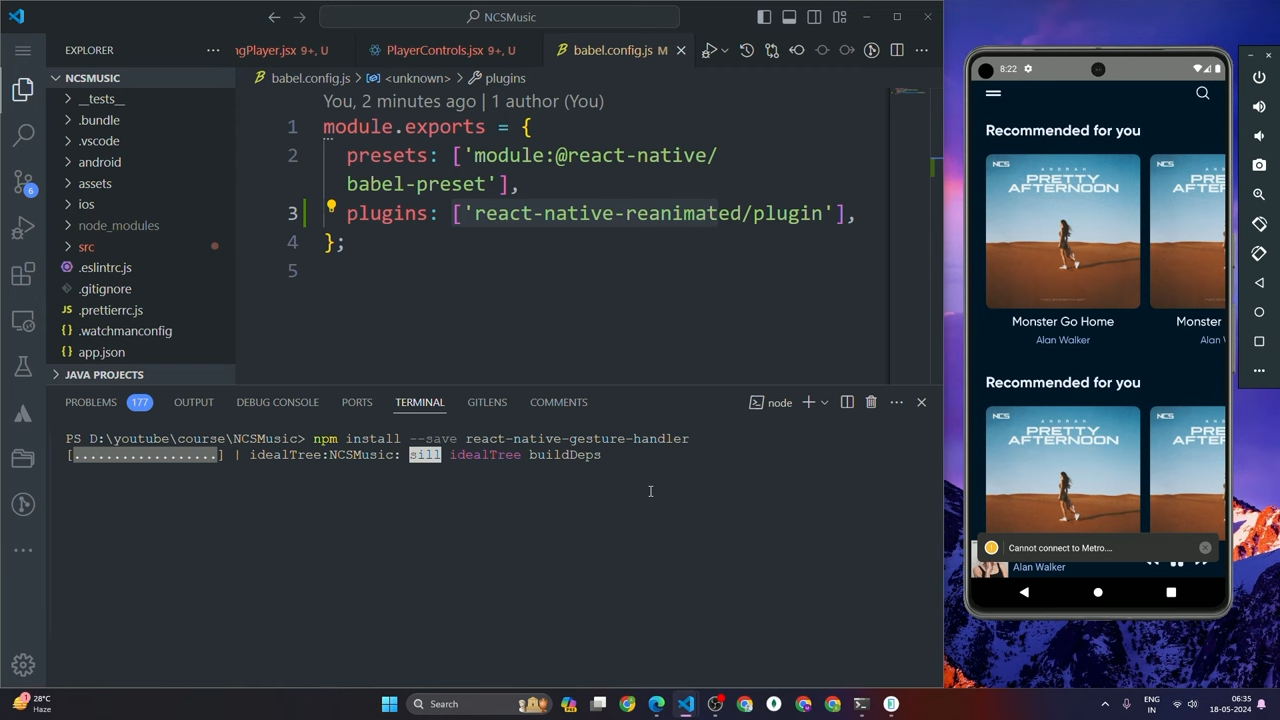 NCSMusic
EXPLORER
ngPlayer.jsx 9+, U
PlayerControls.jsx 9+, U
babel.config.js M
NCSMUSIC
babel.config.js > <unknown> > plugins
__tests__
.bundle
.vscode
android
assets
ios
node_modules
src
.eslintrc.js
.gitignore
.prettierrc.js
.watchmanconfig
app.json
JAVA PROJECTS
6
You, 2 minutes ago | 1 author (You)
1 module.exports = {
2 presets: ['module:@react-native/
babel-preset'],
3 plugins: ['react-native-reanimated/plugin'],
4 };
5
PROBLEMS 177 OUTPUT DEBUG CONSOLE PORTS TERMINAL GITLENS COMMENTS
node
PS D:\youtube\course\NCSMusic> npm install --save react-native-gesture-handler
[..................] | idealTree:NCSMusic: sill idealTree buildDeps
8:22
Recommended for you
NCS
PRETTY
AFTERNOON
Monster Go Home
Alan Walker
Monster
Al
Recommended for you
NCS
PRETTY
AFTERNOON
Cannot connect to Metro...
Alan Walker
28°C
Haze
Search
ENG
IN
06:35
18-05-2024